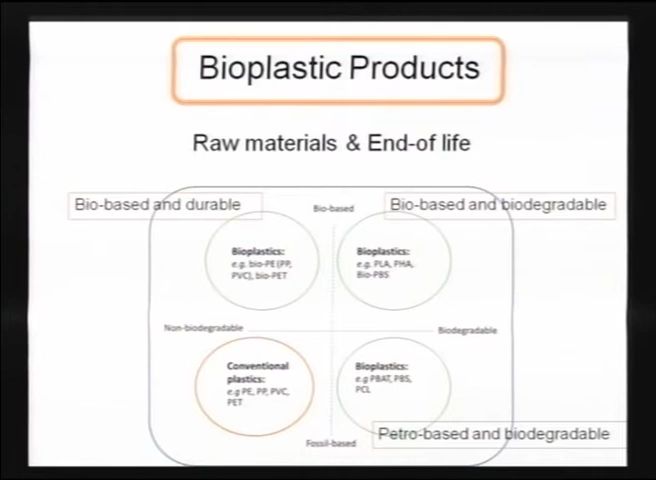 Bioplastic Products
Raw materials & End-of life
Bio-based and durable
Bio-based
Bio-based and biodegradable
Bioplastics:
e.g. bio-PE (PP,
PVC), bio-PET
Bioplastics:
e.g. PLA, PHA,
Bio-PBS
Non-biodegradable
Biodegradable
Conventional
plastics:
e.g PE, PP, PVC,
PET
Bioplastics:
e.g PBAT, PBS,
PCL
Fossil-based
Petro-based and biodegradable